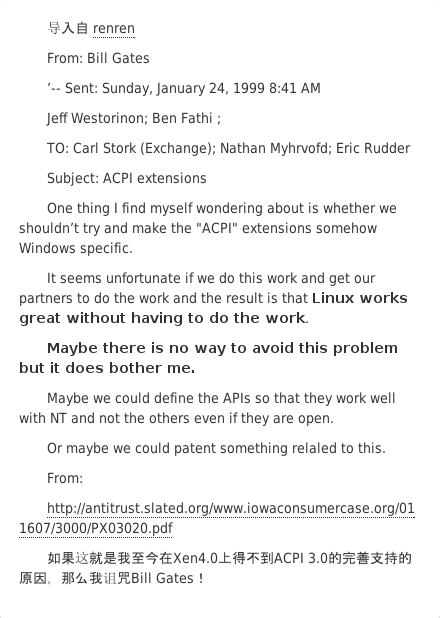 导入自 renren
From: Bill Gates
’-- Sent: Sunday, January 24, 1999 8:41 AM
Jeff Westorinon; Ben Fathi ;
TO: Carl Stork (Exchange); Nathan Myhrvofd; Eric Rudder
Subject: ACPI extensions
One thing I find myself wondering about is whether we
shouldn’t try and make the "ACPI" extensions somehow
Windows specific.
It seems unfortunate if we do this work and get our
partners to do the work and the result is that Linux works
great without having to do the work.
Maybe there is no way to avoid this problem
but it does bother me.
Maybe we could define the APIs so that they work well
with NT and not the others even if they are open.
Or maybe we could patent something relaled to this.
From:
http://antitrust.slated.org/www.iowaconsumercase.org/01
1607/3000/PX03020.pdf
如果这就是我至今在Xen4.0上得不到ACPI 3.0的完善支持的
原因，那么我诅咒Bill Gates！